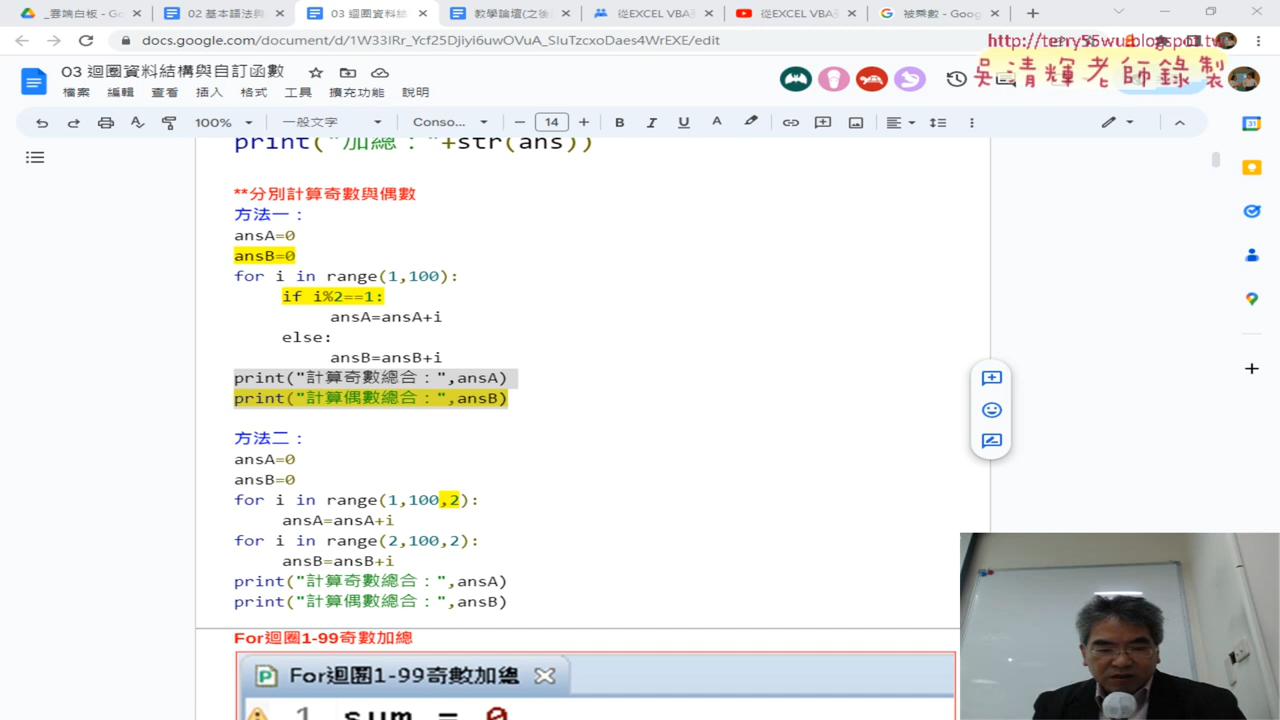 _雲端白板 - Go
02 基本語法與
03 迴圈資料結
教學論壇(之後
從EXCEL VBA
從EXCEL VBA
被乘數 - Goog
docs.google.com/document/d/1W33IRr_Ycf25Djiyi6uwOVuA_SIuTzcxoDaes4WrEXE/edit
http://terry55wu.blogspot.tw
吳清輝老師錄製
03 迴圈資料結構與自訂函數
檔案 編輯 查看 插入 格式 工具 擴充功能 說明
100% 一般文字 Conso... 14 B I U A
print("加總："+str(ans))
**分別計算奇數與偶數
方法一：
ansA=0
ansB=0
for i in range(1,100):
if i%2==1:
ansA=ansA+i
else:
ansB=ansB+i
print("計算奇數總合：",ansA)
print("計算偶數總合：",ansB)
方法二：
ansA=0
ansB=0
for i in range(1,100,2):
ansA=ansA+i
for i in range(2,100,2):
ansB=ansB+i
print("計算奇數總合：",ansA)
print("計算偶數總合：",ansB)
For迴圈1-99奇數加總
For迴圈1-99奇數加總
1 sum = 0